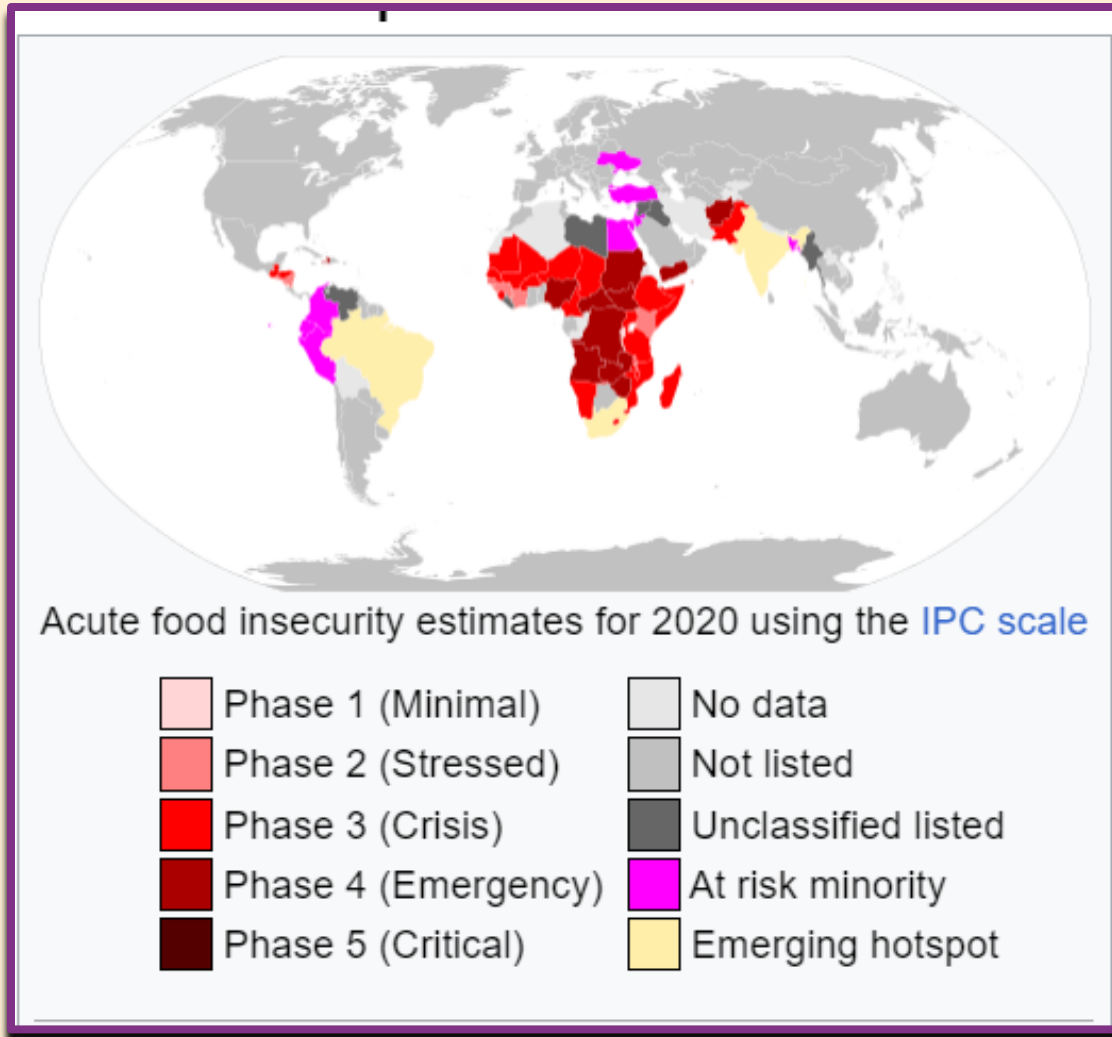 Acute food insecurity estimates for 2020 using the IPC scale
Phase 1 (Minimal)
Phase 2 (Stressed)
Phase 3 (Crisis)
Phase 4 (Emergency)
Phase 5 (Critical)
No data
Not listed
Unclassified listed
At risk minority
Emerging hotspot